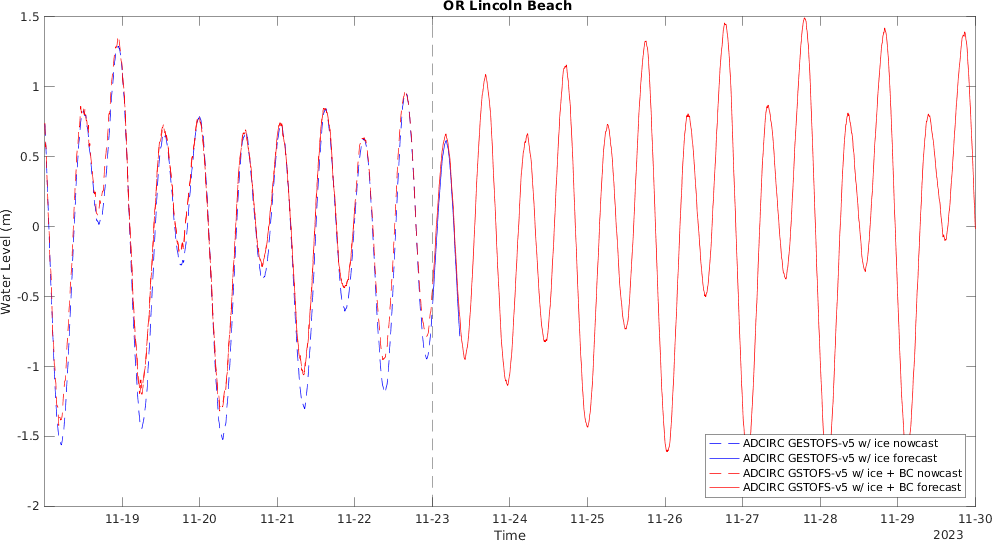 OR Lincoln Beach
1.5
1
0.5
0
-0.5
-1
-1.5
-2
Water Level (m)
ADCIRC GESTOFS-v5 w/ ice nowcast
ADCIRC GESTOFS-v5 w/ ice forecast
ADCIRC GSTOFS-v5 w/ ice + BC nowcast
ADCIRC GSTOFS-v5 w/ ice + BC forecast
11-19 11-20 11-21 11-22 11-23 11-24 11-25 11-26 11-27 11-28 11-29 11-30
Time
2023